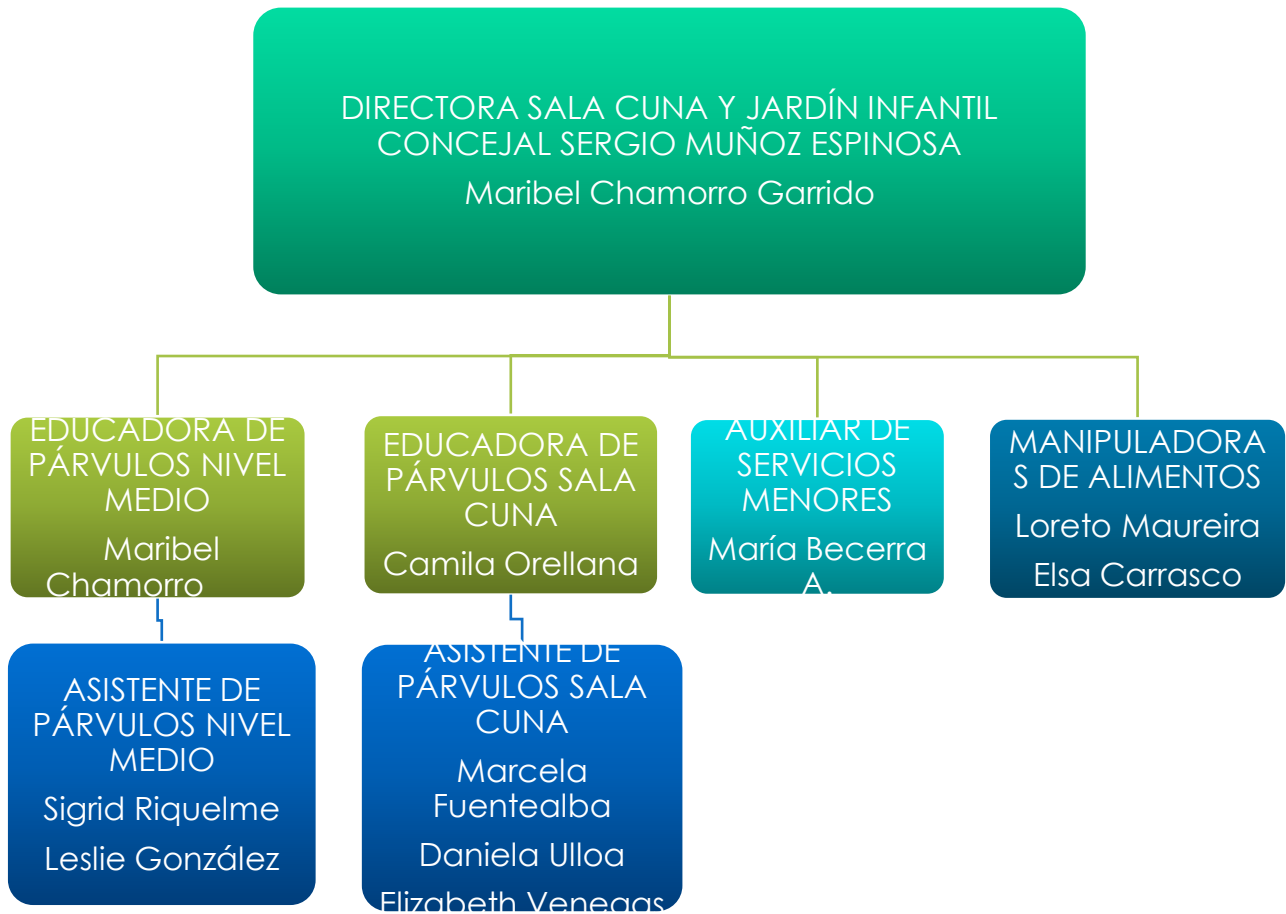 DIRECTORA SALA CUNA Y JARDÍN INFANTIL
CONCEJAL SERGIO MUÑOZ ESPINOSA
Maribel Chamorro Garrido
EDUCADORA DE
PÁRVULOS NIVEL
MEDIO
Maribel
Chamorro
EDUCADORA DE
PÁRVULOS SALA
CUNA
Camila Orellana
AUXILIAR DE
SERVICIOS
MENORES
María Becerra
A.
MANIPULADORA
S DE ALIMENTOS
Loreto Maureira
Elsa Carrasco
ASISTENTE DE
PÁRVULOS NIVEL
MEDIO
Sigrid Riquelme
Leslie González
ASISTENTE DE
PÁRVULOS SALA
CUNA
Marcela
Fuentealba
Daniela Ulloa
Elizabeth Venegas